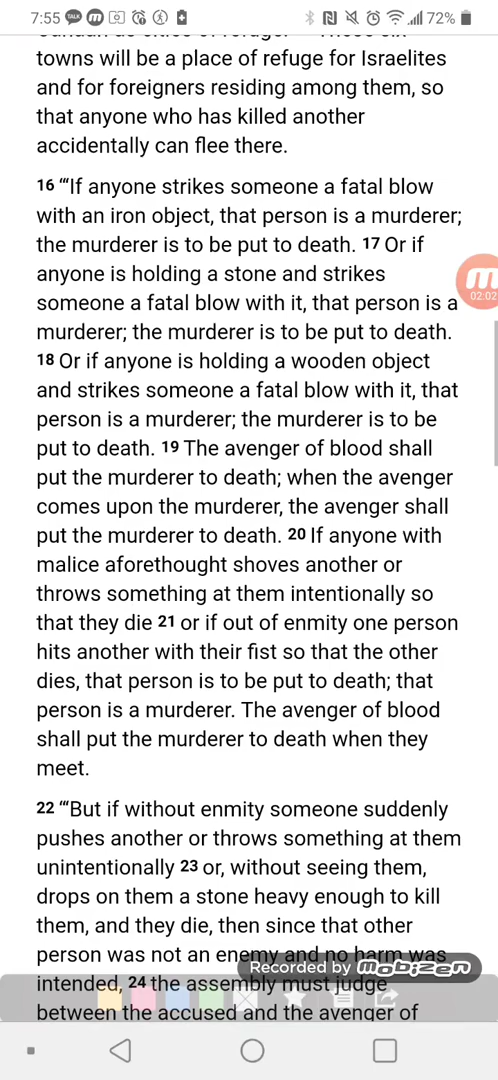 7:55 TALK 72%
towns will be a place of refuge for Israelites
and for foreigners residing among them, so
that anyone who has killed another
accidentally can flee there.
16 “‘If anyone strikes someone a fatal blow
with an iron object, that person is a murderer;
the murderer is to be put to death. 17 Or if
anyone is holding a stone and strikes
someone a fatal blow with it, that person is a
02:02
murderer; the murderer is to be put to death.
18 Or if anyone is holding a wooden object
and strikes someone a fatal blow with it, that
person is a murderer; the murderer is to be
put to death. 19 The avenger of blood shall
put the murderer to death; when the avenger
comes upon the murderer, the avenger shall
put the murderer to death. 20 If anyone with
malice aforethought shoves another or
throws something at them intentionally so
that they die 21 or if out of enmity one person
hits another with their fist so that the other
dies, that person is to be put to death; that
person is a murderer. The avenger of blood
shall put the murderer to death when they
meet.
22 “‘But if without enmity someone suddenly
pushes another or throws something at them
unintentionally 23 or, without seeing them,
drops on them a stone heavy enough to kill
them, and they die, then since that other
person was not an enemy and no harm was
Recorded by mobizen
intended, 24 the assembly must judge
between the accused and the avenger of